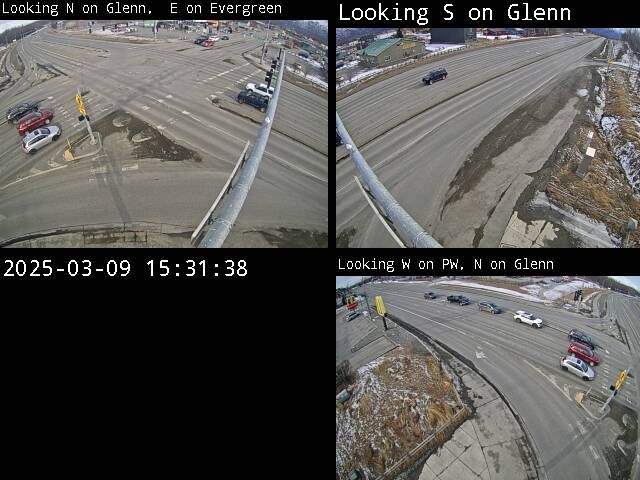 Looking N on Glenn, E on Evergreen
Looking S on Glenn
2025-03-09 15:31:38
Looking W on PW, N on Glenn